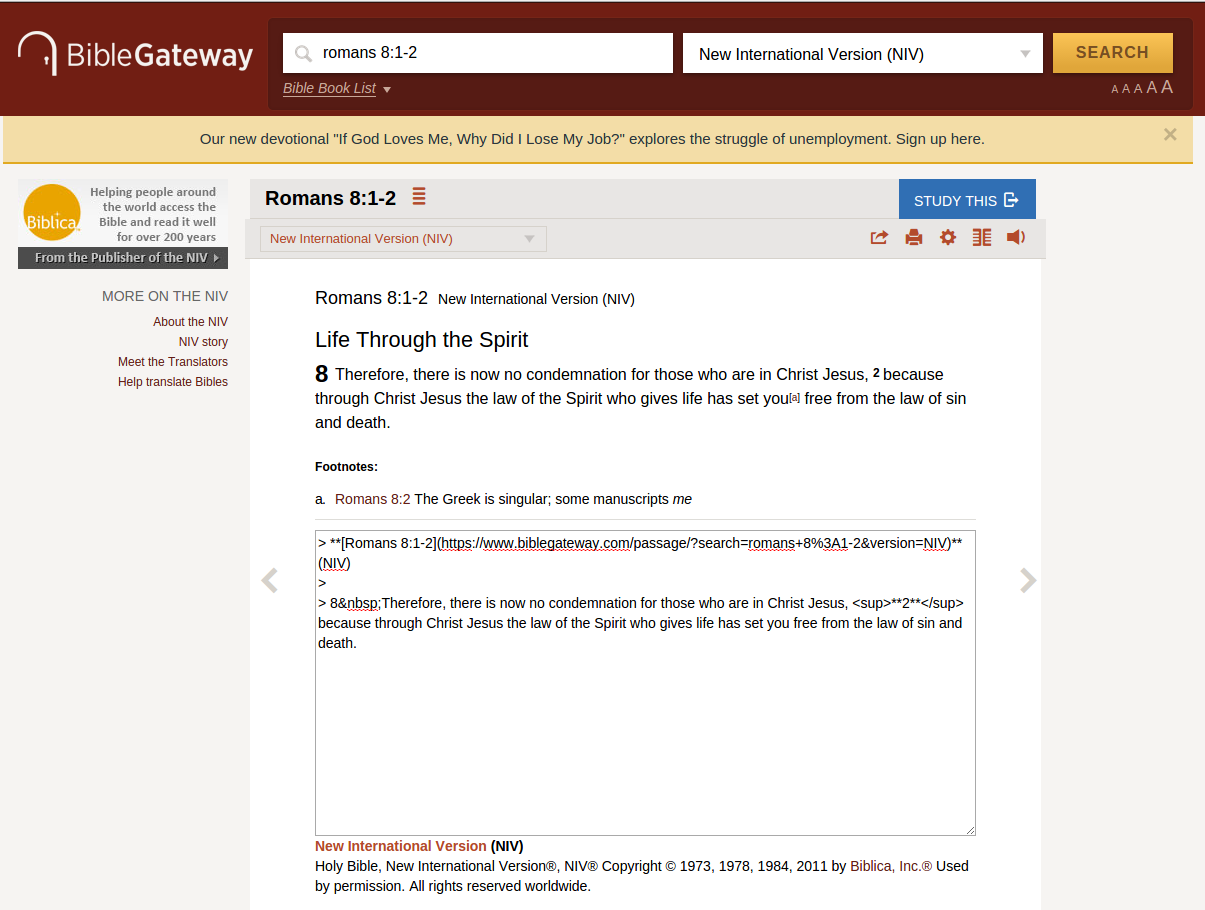 BibleGateway
romans 8:1-2
New International Version (NIV)
SEARCH
Bible Book List
A A A A A
Our new devotional "If God Loves Me, Why Did I Lose My Job?" explores the struggle of unemployment. Sign up here.
×
Biblica
Helping people around
the world access the
Bible and read it well
for over 200 years
From the Publisher of the NIV
MORE ON THE NIV
About the NIV
NIV story
Meet the Translators
Help translate Bibles
Romans 8:1-2
STUDY THIS
New International Version (NIV)
Romans 8:1-2 New International Version (NIV)
Life Through the Spirit
8 Therefore, there is now no condemnation for those who are in Christ Jesus, 2 because
through Christ Jesus the law of the Spirit who gives life has set you[a] free from the law of sin
and death.
Footnotes:
a. Romans 8:2 The Greek is singular; some manuscripts me
> **[Romans 8:1-2](https://www.biblegateway.com/passage/?search=romans+8%3A1-2&version=NIV)**
(NIV)
>
> 8&nbsp;Therefore, there is now no condemnation for those who are in Christ Jesus, <sup>**2**</sup>
because through Christ Jesus the law of the Spirit who gives life has set you free from the law of sin and
death.
New International Version (NIV)
Holy Bible, New International Version®, NIV® Copyright © 1973, 1978, 1984, 2011 by Biblica, Inc.® Used
by permission. All rights reserved worldwide.